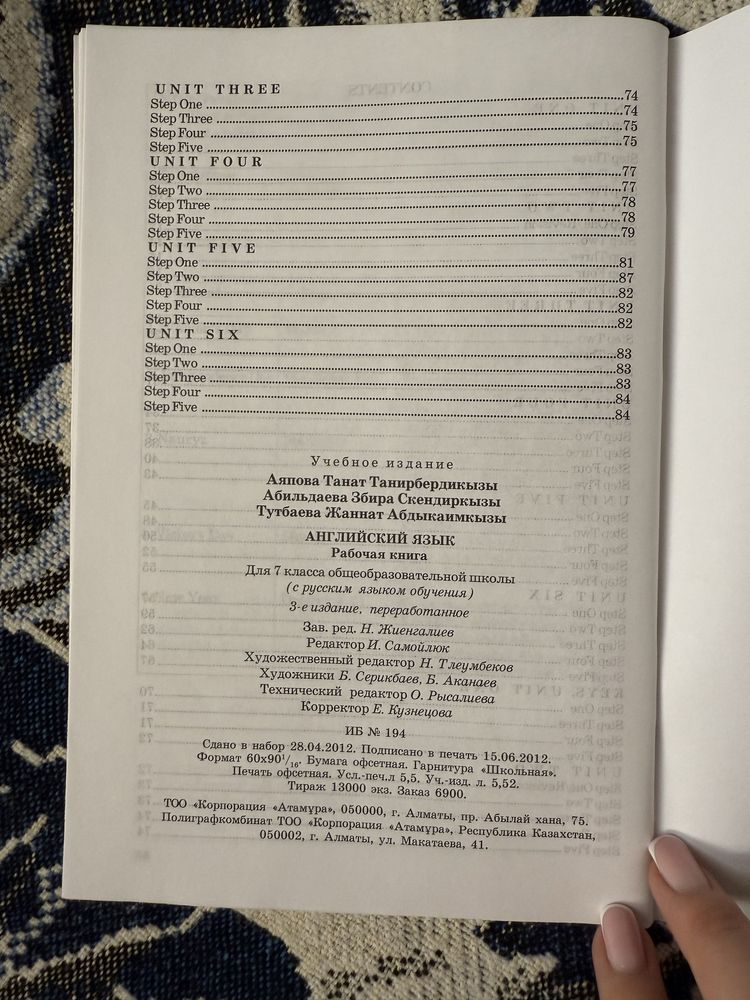 UNIT THREE
Step One ........ 74
Step Three ........ 74
Step Four ........ 75
Step Five ........ 75
UNIT FOUR
Step One ........ 77
Step Two ........ 77
Step Three ........ 78
Step Four ........ 78
Step Five ........ 79
UNIT FIVE
Step One ........ 81
Step Two ........ 87
Step Three ........ 82
Step Four ........ 82
Step Five ........ 82
UNIT SIX
Step One ........ 83
Step Two ........ 83
Step Three ........ 83
Step Four ........ 84
Step Five ........ 84
Учебное издание
Аяпова Танат Танирбердикызы
Абильдаева Збира Скендиркызы
Тутбаева Жаннат Абдыкаимкызы
АНГЛИЙСКИЙ ЯЗЫК
Рабочая книга
Для 7 класса общеобразовательной школы
(с русским языком обучения)
3-е издание, переработанное
Зав. ред. Н. Жиенгалиев
Редактор И. Самойлюк
Художественный редактор Н. Тлеумбеков
Художники Б. Серикбаев, Б. Аканаев
Технический редактор О. Рысалиева
Корректор Е. Кузнецова
ИБ № 194
Сдано в набор 28.04.2012. Подписано в печать 15.06.2012.
Формат 60х90¹/₁₆. Бумага офсетная. Гарнитура «Школьная».
Печать офсетная. Усл.-печ.л 5,5. Уч.-изд. л. 5,52.
Тираж 13000 экз. Заказ 6900.
ТОО «Корпорация «Атамұра», 050000, г. Алматы, пр. Абылай хана, 75.
Полиграфкомбинат ТОО «Корпорация «Атамұра», Республика Казахстан,
050002, г. Алматы, ул. Макатаева, 41.